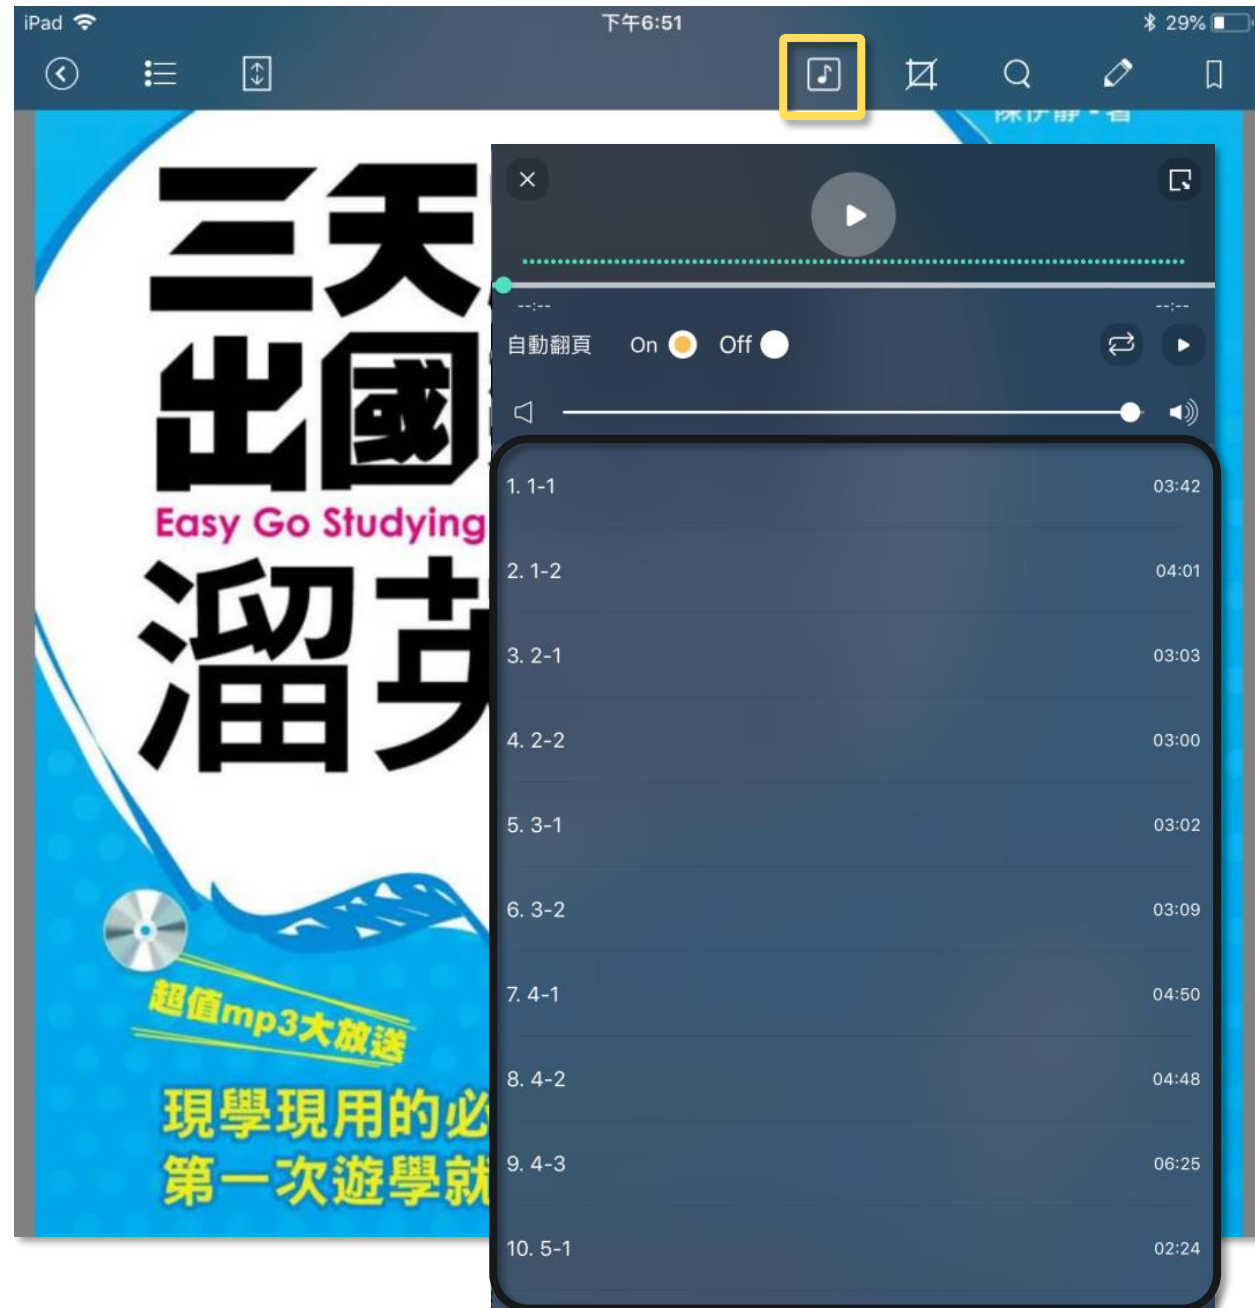 iPad 下午6:51 29%
三天
出國
Easy Go Studying
溜英
超值mp3大放送
現學現用的必
第一次遊學就
--:-- --:--
自動翻頁 On Off
1. 1-1 03:42
2. 1-2 04:01
3. 2-1 03:03
4. 2-2 03:00
5. 3-1 03:02
6. 3-2 03:09
7. 4-1 04:50
8. 4-2 04:48
9. 4-3 06:25
10. 5-1 02:24